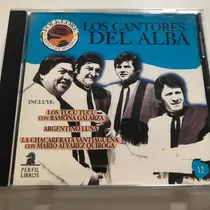 LOS CANTORES
DEL ALBA
INCLUYE:
LOS TUCU TUCU
CON RAMONA GALARZA
ARGENTINO LUNA
LA CHACARERATA SANTIAGUEÑA
CON MARIO ALVAREZ QUIROGA
PERFIL
LIBROS
12